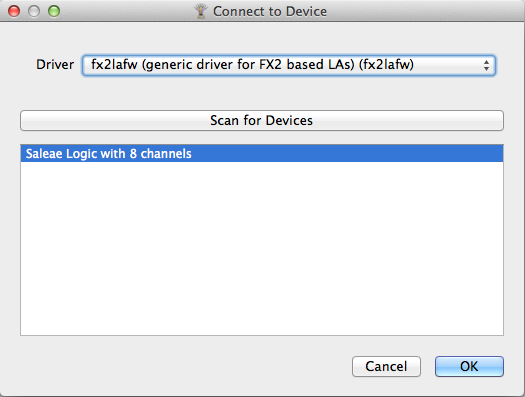 Connect to Device
Driver fx2lafw (generic driver for FX2 based LAs) (fx2lafw)
Scan for Devices
Saleae Logic with 8 channels
Cancel OK